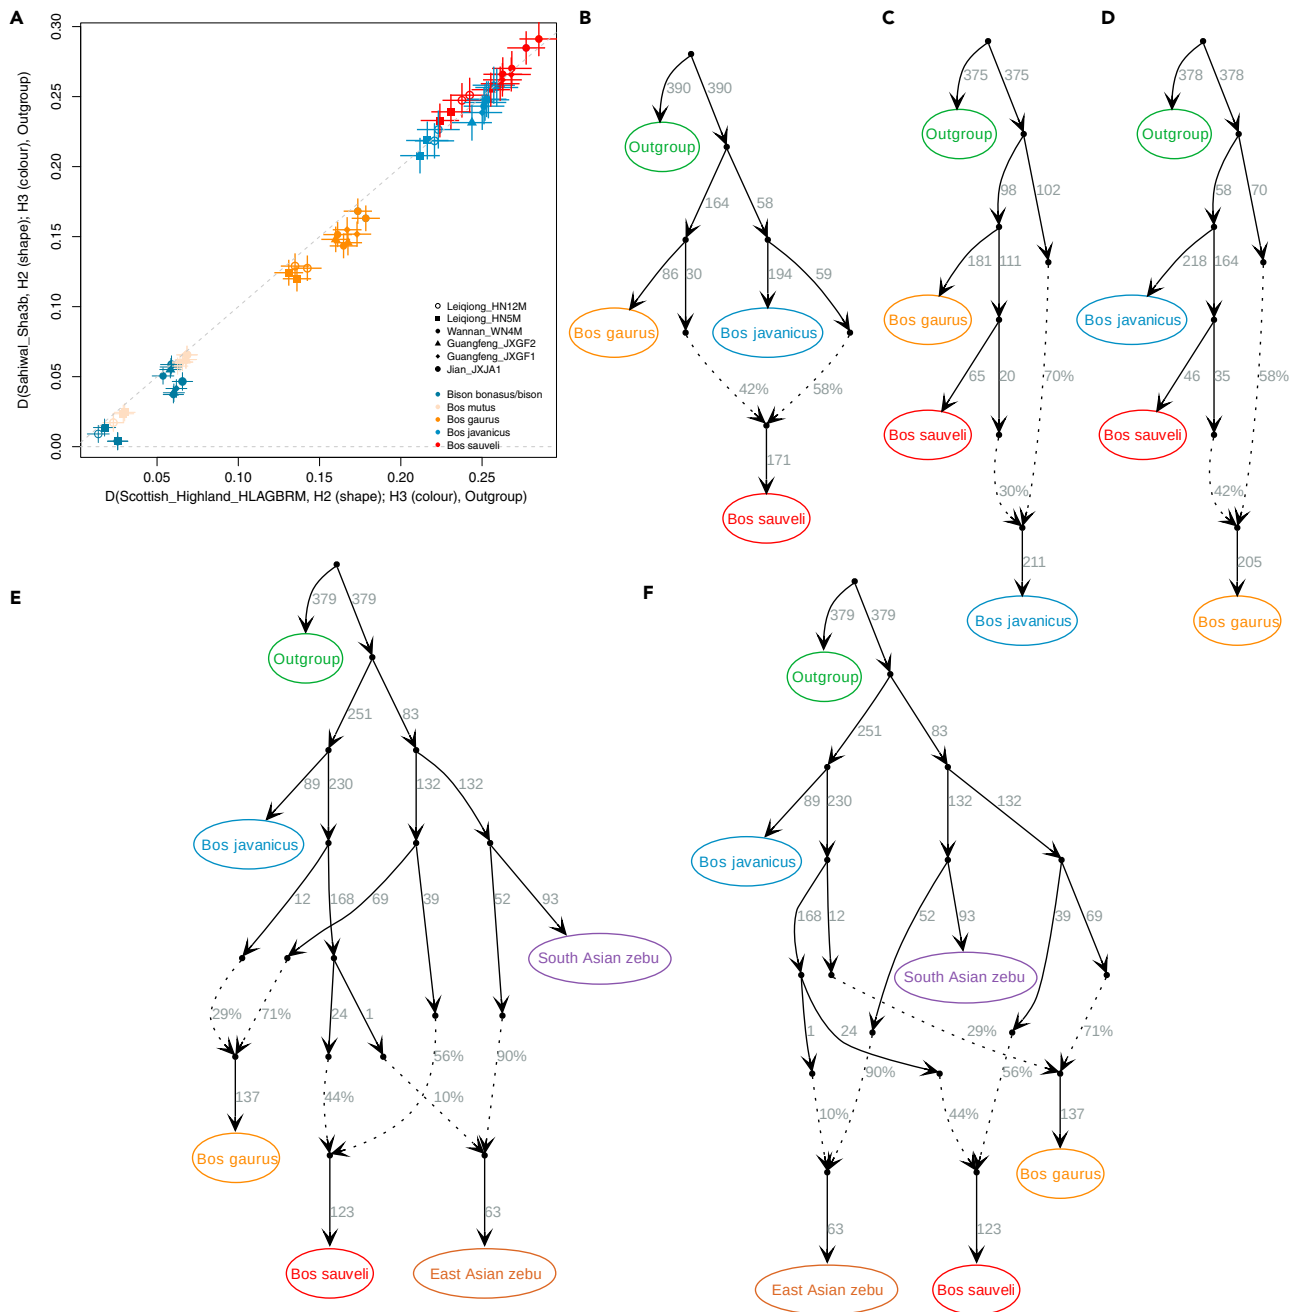 A
D(Sahiwal_Sha3b, H2 (shape); H3 (colour), Outgroup)
0.30
0.25
0.20
0.15
0.10
0.05
0.00
0.05
0.10
0.15
0.20
0.25
D(Scottish_Highland_HLAGBRM, H2 (shape); H3 (colour), Outgroup)
Leiqiong_HN12M
Leiqiong_HN5M
Wannan_WN4M
Guangfeng_JXGF2
Guangfeng_JXGF1
Jian_JXJA1
Bison bonasus/bison
Bos mutus
Bos gaurus
Bos javanicus
Bos sauveli
B
390 390
Outgroup
164 58
86 30 194 59
Bos gaurus
Bos javanicus
42% 58%
171
Bos sauveli
C
375 375
Outgroup
98 102
181 111
Bos gaurus
65 20 70%
Bos sauveli
30%
211
Bos javanicus
D
378 378
Outgroup
58 70
218 164
Bos javanicus
46 35 58%
Bos sauveli
42%
205
Bos gaurus
E
379 379
Outgroup
251 83
89 230 132 132
Bos javanicus
12 168 69 39 52 93
South Asian zebu
29% 71% 24 1 56% 90%
137 44% 10%
Bos gaurus
123 63
Bos sauveli
East Asian zebu
F
379 379
Outgroup
251 83
89 230 132 132
Bos javanicus
168 12 52 93 39 69
South Asian zebu
1 24 29% 71%
90% 56%
10% 44% 137
Bos gaurus
63 123
East Asian zebu
Bos sauveli